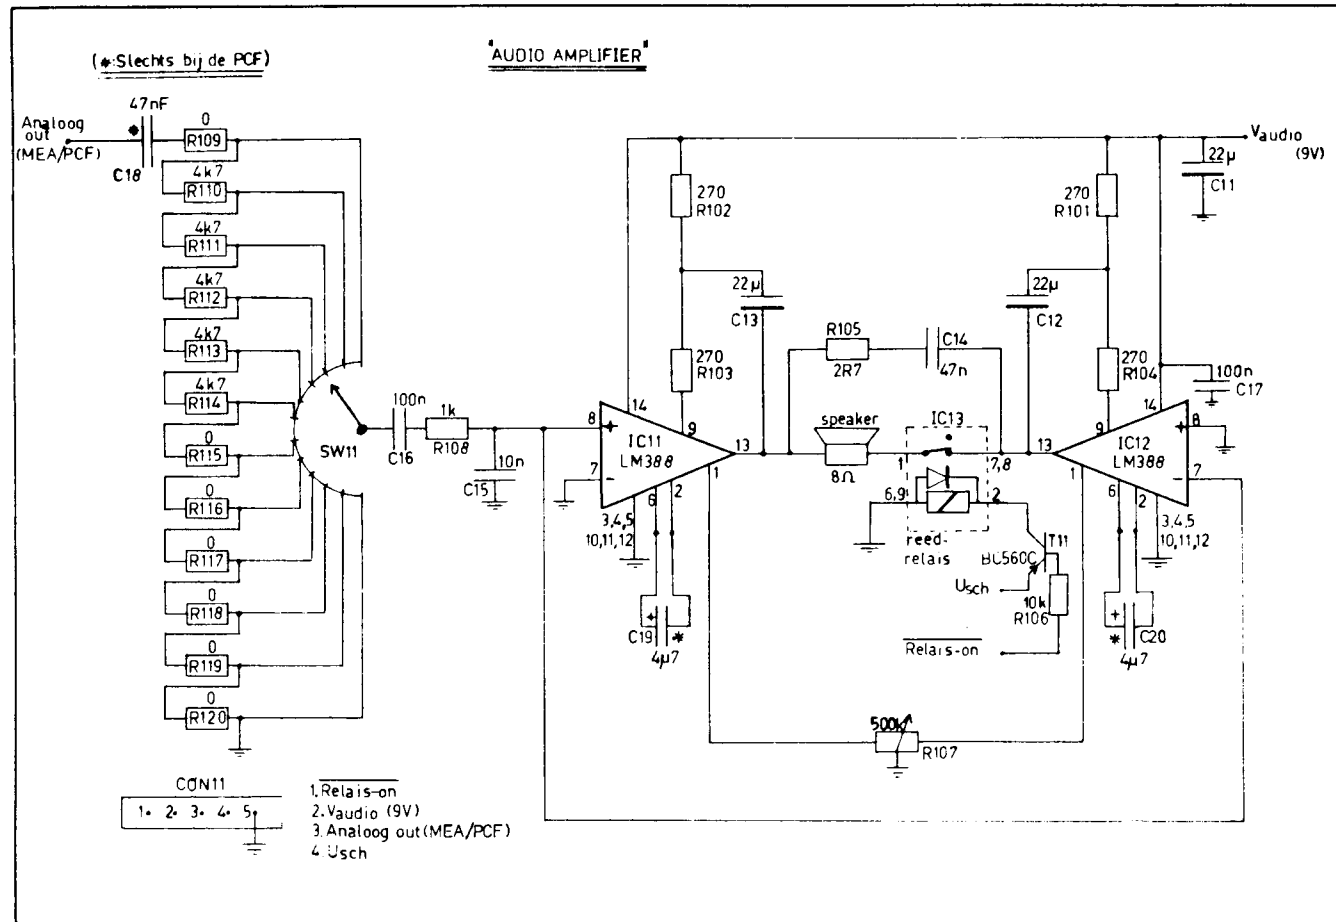 "AUDIO AMPLIFIER"
(*:Slechts bij de PCF)
Analoog
out
(MEA/PCF)
47nF
*
C18
0
R109
4k7
R110
4k7
R111
4k7
R112
4k7
R113
4k7
R114
0
R115
0
R116
0
R117
0
R118
0
R119
0
R120
SW11
100n
C16
1k
R108
10n
C15
270
R102
270
R103
22µ
C13
8
+
7
-
14
9
13
IC11
LM388
1
6
2
3,4,5
10,11,12
+
C19
*
4µ7
R105
2R7
C14
47n
speaker
8Ω
IC13
1
7,8
6,9
2
reed-
relais
T11
BC560C
Usch
10k
R106
Relais-on
500k
R107
270
R101
22µ
C12
270
R104
22µ
C11
Vaudio
(9V)
100n
C17
14
9
13
IC12
LM388
+
8
-
7
1
6
2
3,4,5
10,11,12
+
*
C20
4µ7
CON11
1. 2. 3. 4. 5.
1. Relais-on
2. Vaudio (9V)
3. Analoog out (MEA/PCF)
4. Usch